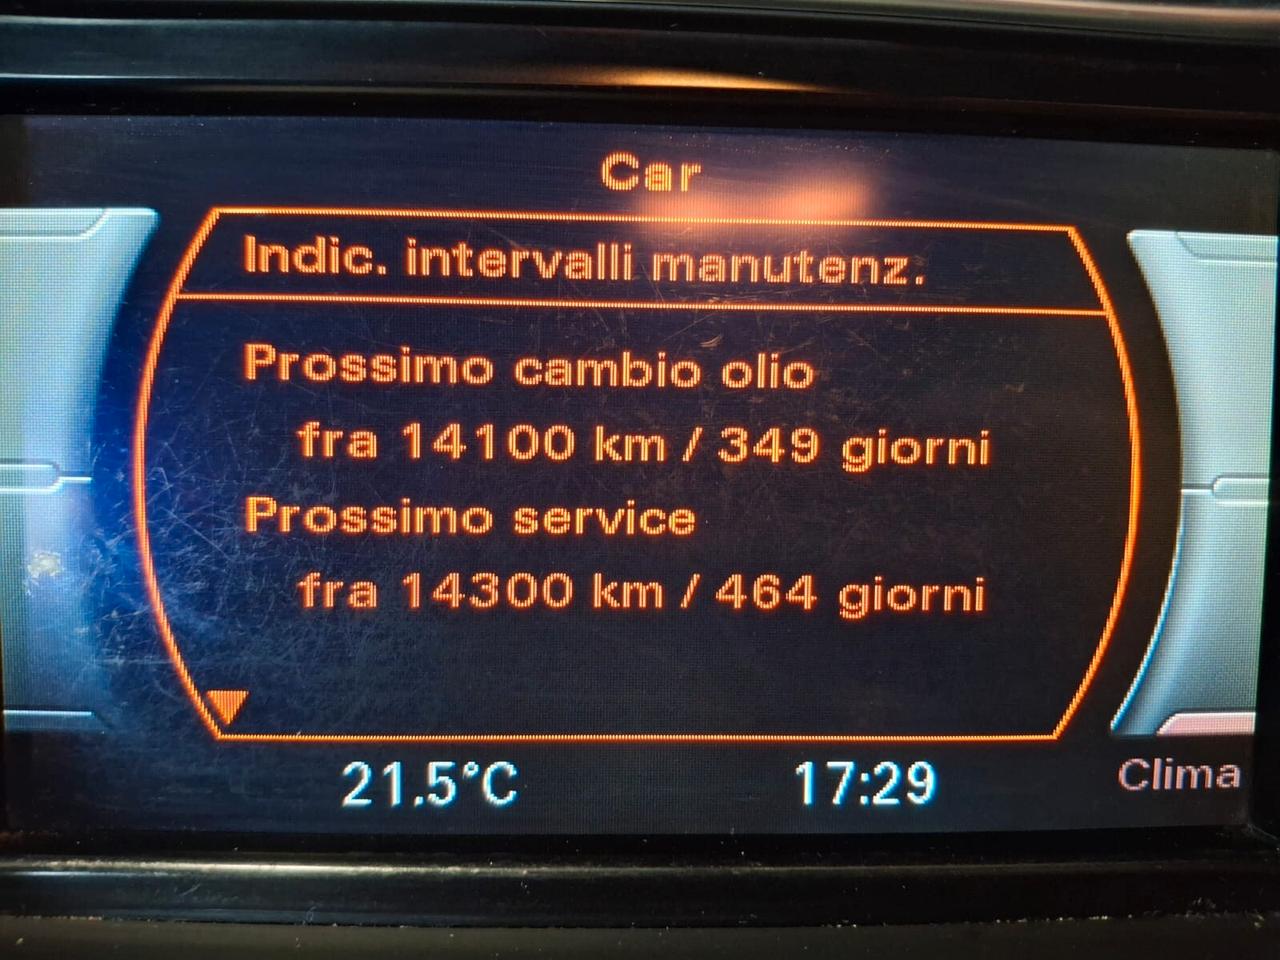 Car
Indic. intervalli manutenz.
Prossimo cambio olio
fra 14100 km / 349 giorni
Prossimo service
fra 14300 km / 464 giorni
21.5°C 17:29 Clima